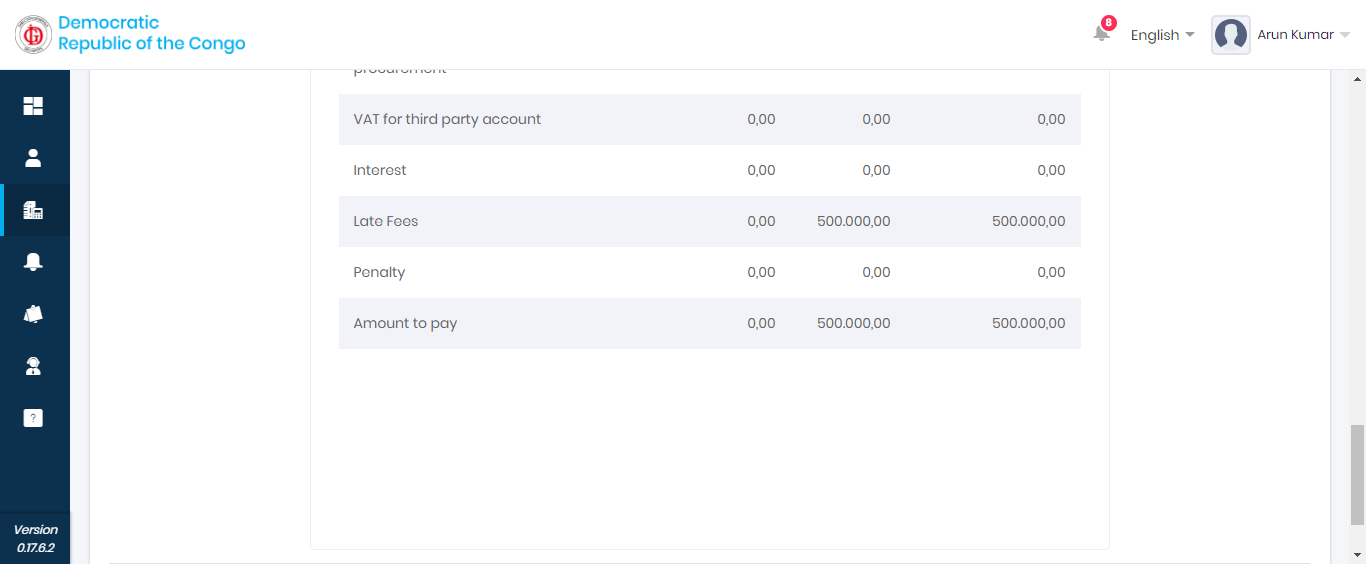 Democratic
Republic of the Congo
8
English
Arun Kumar
procurement
VAT for third party account 0,00 0,00 0,00
Interest 0,00 0,00 0,00
Late Fees 0,00 500.000,00 500.000,00
Penalty 0,00 0,00 0,00
Amount to pay 0,00 500.000,00 500.000,00
?
Version
0.17.6.2